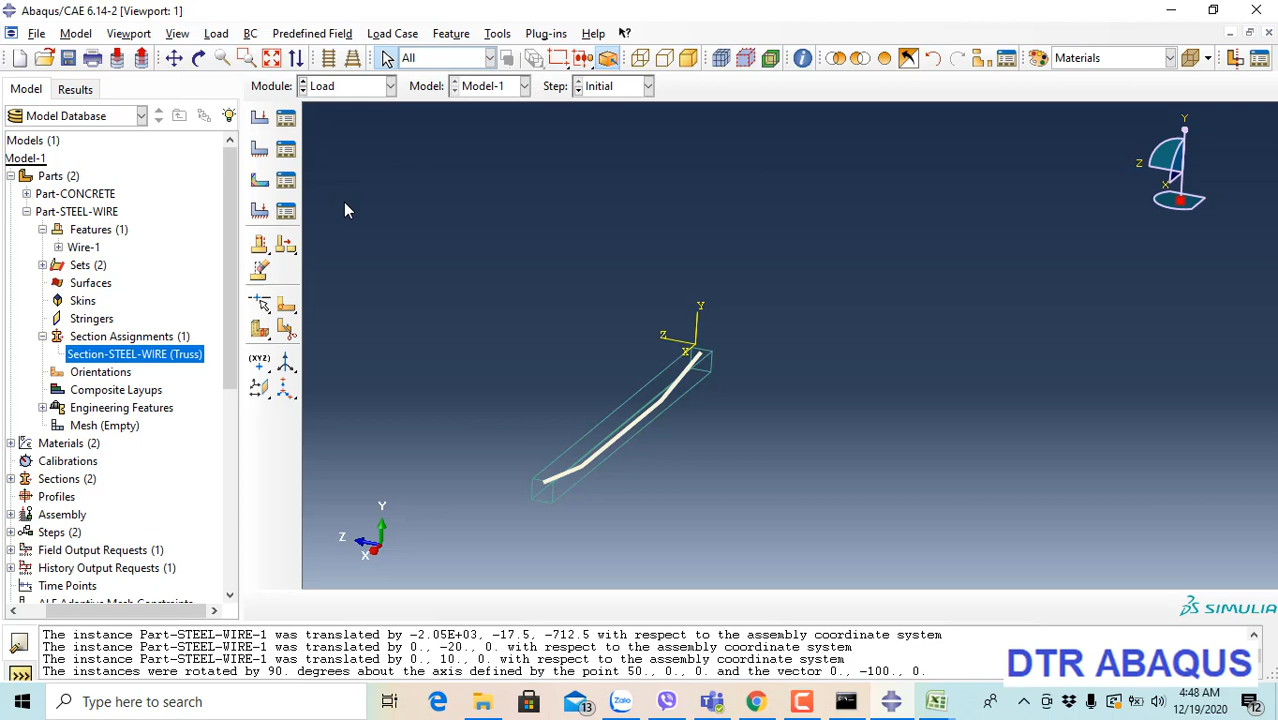 Abaqus/CAE 6.14-2 [Viewport: 1]
File Model Viewport View Load BC Predefined Field Load Case Feature Tools Plug-ins Help
All Materials
Model Results Module: Load Model: Model-1 Step: Initial
Model Database
Models (1)
Model-1
Parts (2)
Part-CONCRETE
Part-STEEL-WIRE
Features (1)
Wire-1
Sets (2)
Surfaces
Skins
Stringers
Section Assignments (1)
Section-STEEL-WIRE (Truss)
Orientations
Composite Layups
Engineering Features
Mesh (Empty)
Materials (2)
Calibrations
Sections (2)
Profiles
Assembly
Steps (2)
Field Output Requests (1)
History Output Requests (1)
Time Points
ALE Adaptive Mesh Constraints
(XYZ)
Y
Z
X
Y
Z
X
Y
Z
X
SIMULIA
The instance Part-STEEL-WIRE-1 was translated by -2.05E+03, -17.5, -712.5 with respect to the assembly coordinate system
The instance Part-STEEL-WIRE-1 was translated by 0., -20., 0. with respect to the assembly coordinate system
The instance Part-STEEL-WIRE-1 was translated by 0., 10., 0. with respect to the assembly coordinate system
The instances were rotated by 90. degrees about the axis defined by the point 50., 0., 0. and the vector 0., -100., 0.
DTR ABAQUS
Type here to search
13
Zalo
4:48 AM
12/19/2020
12